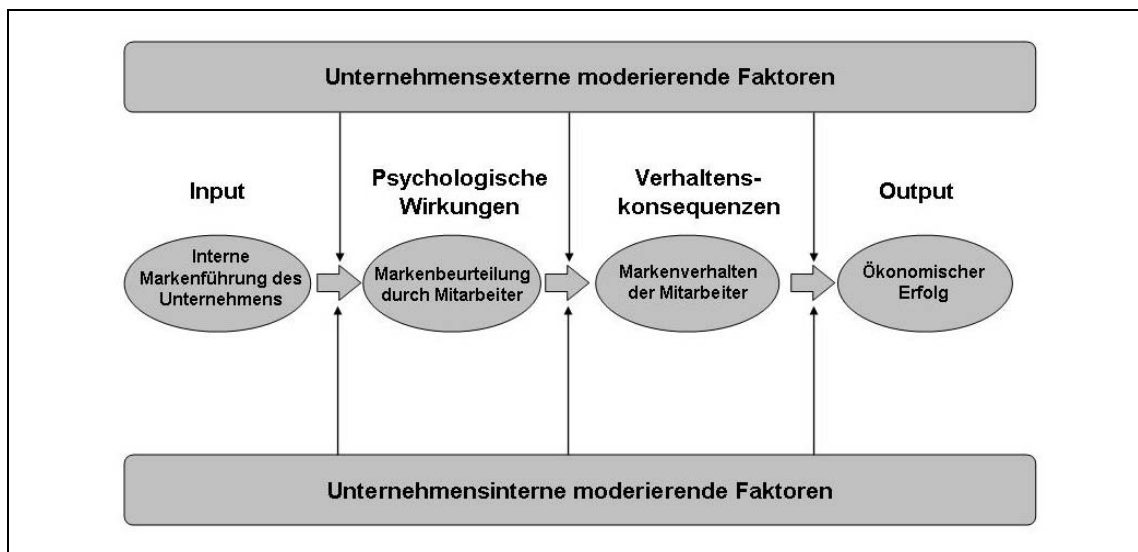 Unternehmensexterne moderierende Faktoren
Input
Psychologische
Wirkungen
Verhaltens-
konsequenzen
Output
Interne
Markenführung des
Unternehmens
Markenbeurteilung
durch Mitarbeiter
Markenverhalten
der Mitarbeiter
Ökonomischer
Erfolg
Unternehmensinterne moderierende Faktoren